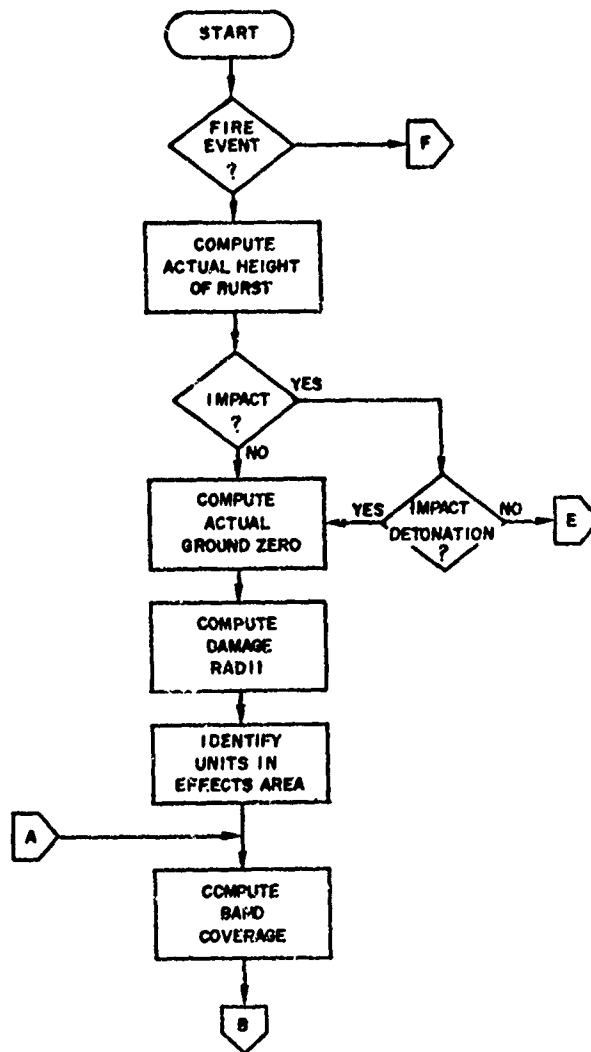 START
FIRE
EVENT
?
F
COMPUTE
ACTUAL HEIGHT
OF RURST
IMPACT
?
YES
NO
COMPUTE
ACTUAL
GROUND ZERO
YES
IMPACT
DETONATION
?
NO
E
COMPUTE
DAMAGE
RADII
IDENTIFY
UNITS IN
EFFECTS AREA
A
COMPUTE
BAND
COVERAGE
B